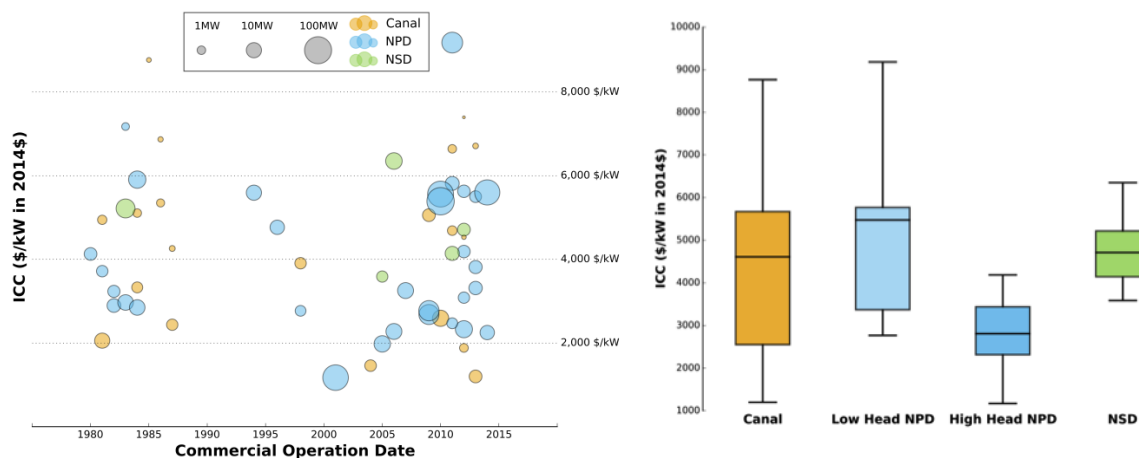 1MW 10MW 100MW
Canal
NPD
NSD
8,000 $/kW
6,000 $/kW
4,000 $/kW
2,000 $/kW
ICC ($/kW in 2014$)
1980 1985 1990 1995 2000 2005 2010 2015
Commercial Operation Date
10000
9000
8000
7000
6000
5000
4000
3000
2000
1000
ICC ($/kW in 2014$)
Canal Low Head NPD High Head NPD NSD